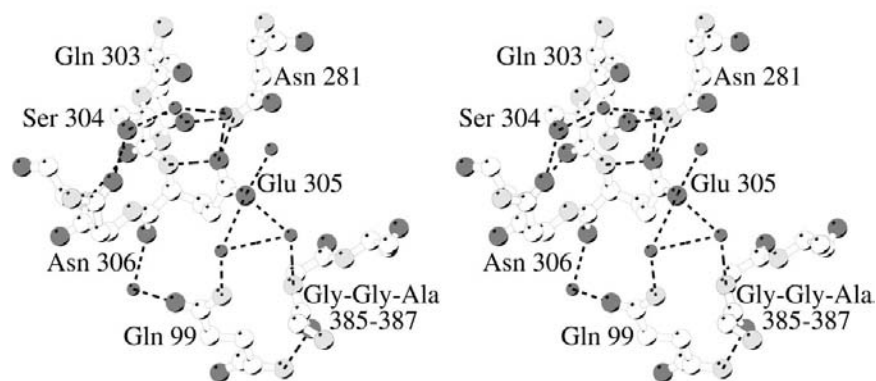 Gln 303
Asn 281
Ser 304
Glu 305
Asn 306
Gly-Gly-Ala
385-387
Gln 99
Gln 303
Asn 281
Ser 304
Glu 305
Asn 306
Gly-Gly-Ala
385-387
Gln 99